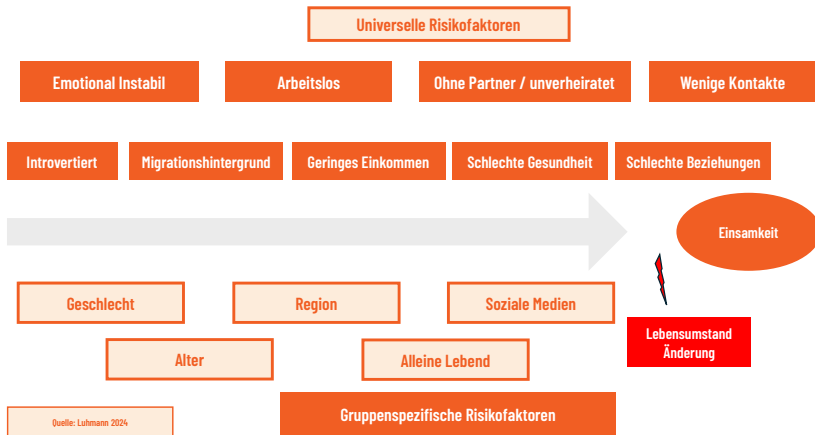 Universelle Risikofaktoren
Emotional Instabil
Arbeitslos
Ohne Partner / unverheiratet
Wenige Kontakte
Introvertiert
Migrationshintergrund
Geringes Einkommen
Schlechte Gesundheit
Schlechte Beziehungen
Einsamkeit
Geschlecht
Region
Soziale Medien
Lebensumstand
Änderung
Alter
Alleine Lebend
Gruppenspezifische Risikofaktoren
Quelle: Luhmann 2024